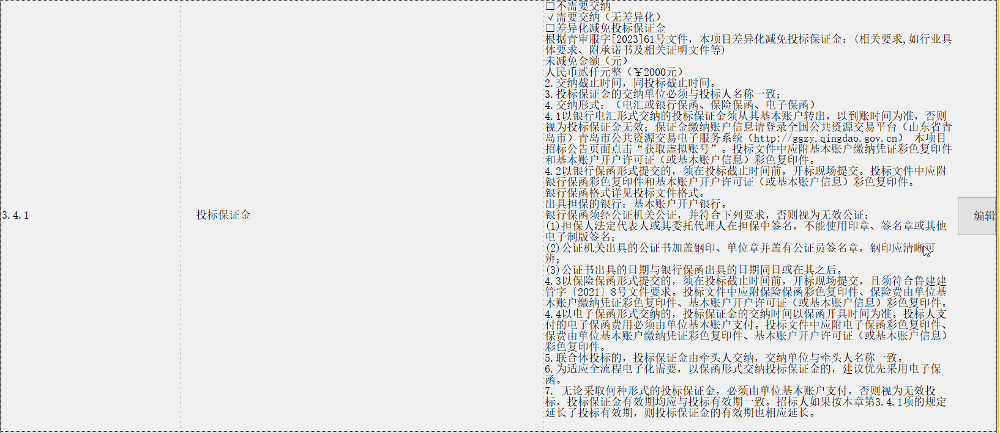 □不需要交纳
√需要交纳（无差异化）
□差异化减免投标保证金
根据青审服字[2023]61号文件，本项目差异化减免投标保证金：(相关要求,如行业具
体要求、附承诺书及相关证明文件等)
未减免金额（元）
人民币贰仟元整（￥2000元）
2.交纳截止时间，同投标截止时间。
3.投标保证金的交纳单位必须与投标人名称一致；
4.交纳形式：（电汇或银行保函、保险保函、电子保函）
4.1以银行电汇形式交纳的投标保证金须从其基本账户转出，以到账时间为准，否则
视为投标保证金无效；保证金缴纳账户信息请登录全国公共资源交易平台（山东省青
岛市）青岛市公共资源交易电子服务系统（http://ggzy.qingdao.gov.cn） 本项目
招标公告页面点击“获取虚拟账号”。投标文件中应附基本账户缴纳凭证彩色复印件
和基本账户开户许可证（或基本账户信息）彩色复印件。
4.2以银行保函形式提交的，须在投标截止时间前，开标现场提交。投标文件中应附
银行保函彩色复印件和基本账户开户许可证（或基本账户信息）彩色复印件。
银行保函格式详见投标文件格式。
出具担保的银行：基本账户开户银行。
3.4.1
投标保证金
银行保函须经公证机关公证，并符合下列要求，否则视为无效公证：
编辑
(1)担保人法定代表人或其委托代理人在担保中签名，不能使用印章、签名章或其他
电子制版签名；
(2)公证机关出具的公证书加盖钢印、单位章并盖有公证员签名章，钢印应清晰可
辨；
(3)公证书出具的日期与银行保函出具的日期同日或在其之后。
4.3以保险保函形式提交的，须在投标截止时间前，开标现场提交，且须符合鲁建建
管字〔2021〕8号文件要求。投标文件中应附保险保函彩色复印件、保险费由单位基
本账户缴纳凭证彩色复印件、基本账户开户许可证（或基本账户信息）彩色复印件。
4.4以电子保函形式交纳的，投标保证金的交纳时间以保函开具时间为准。投标人支
付的电子保函费用必须由单位基本账户支付。投标文件中应附电子保函彩色复印件、
保费由单位基本账户缴纳凭证彩色复印件、基本账户开户许可证（或基本账户信息）
彩色复印件。
5.联合体投标的，投标保证金由牵头人交纳，交纳单位与牵头人名称一致。
6.为适应全流程电子化需要，以保函形式交纳投标保证金的，建议优先采用电子保
函。
7. 无论采取何种形式的投标保证金，必须由单位基本账户支付，否则视为无效投
标，投标保证金有效期均应与投标有效期一致。招标人如果按本章第3.4.1项的规定
延长了投标有效期，则投标保证金的有效期也相应延长。